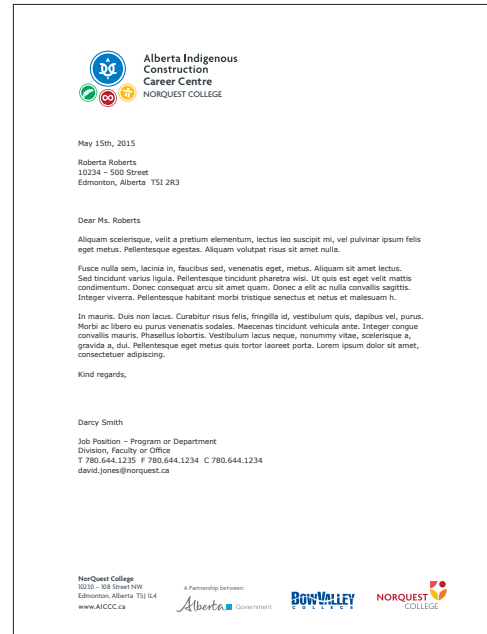 Alberta Indigenous
Construction
Career Centre
NORQUEST COLLEGE
May 15th, 2015
Roberta Roberts
10234 – 500 Street
Edmonton, Alberta  T5I 2R3
Dear Ms. Roberts
Aliquam scelerisque, velit a pretium elementum, lectus leo suscipit mi, vel pulvinar ipsum felis
eget metus. Pellentesque egestas. Aliquam volutpat risus sit amet nulla.
Fusce nulla sem, lacinia in, faucibus sed, venenatis eget, metus. Aliquam sit amet lectus.
Sed tincidunt varius ligula. Pellentesque tincidunt pharetra wisi. Ut quis est eget velit mattis
condimentum. Donec consequat arcu sit amet quam. Donec a elit ac nulla convallis sagittis.
Integer viverra. Pellentesque habitant morbi tristique senectus et netus et malesuam h.
In mauris. Duis non lacus. Curabitur risus felis, fringilla id, vestibulum quis, dapibus vel, purus.
Morbi ac libero eu purus venenatis sodales. Maecenas tincidunt vehicula ante. Integer congue
convallis mauris. Phasellus lobortis. Vestibulum lacus neque, nonummy vitae, scelerisque a,
gravida a, dui. Pellentesque eget metus quis tortor laoreet porta. Lorem ipsum dolor sit amet,
consectetuer adipiscing.
Kind regards,
Darcy Smith
Job Position – Program or Department
Division, Faculty or Office
T 780.644.1235  F 780.644.1234  C 780.644.1234
david.jones@norquest.ca
NorQuest College
10230 – 108 Street NW
Edmonton, Alberta  T5J 1L4
www.AICCC.ca
A Partnership between:
Alberta Government
BOW VALLEY
COLLEGE
NORQUEST
COLLEGE